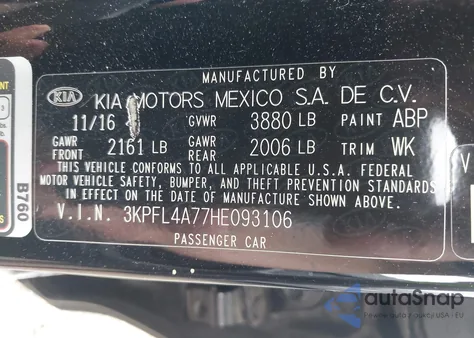 MANUFACTURED BY
KIA KIA MOTORS MEXICO S.A. DE C.V.
11/16 GVWR 3880 LB PAINT ABP
GAWR FRONT 2161 LB GAWR REAR 2006 LB TRIM WK
THIS VEHICLE CONFORMS TO ALL APPLICABLE U.S.A. FEDERAL
MOTOR VEHICLE SAFETY, BUMPER, AND THEFT PREVENTION STANDARDS
IN EFFECT ON THE DATE OF MANUFACTURE SHOWN ABOVE.
V.I.N. 3KPFL4A77HE093106
PASSENGER CAR
B760
3
autoSnap